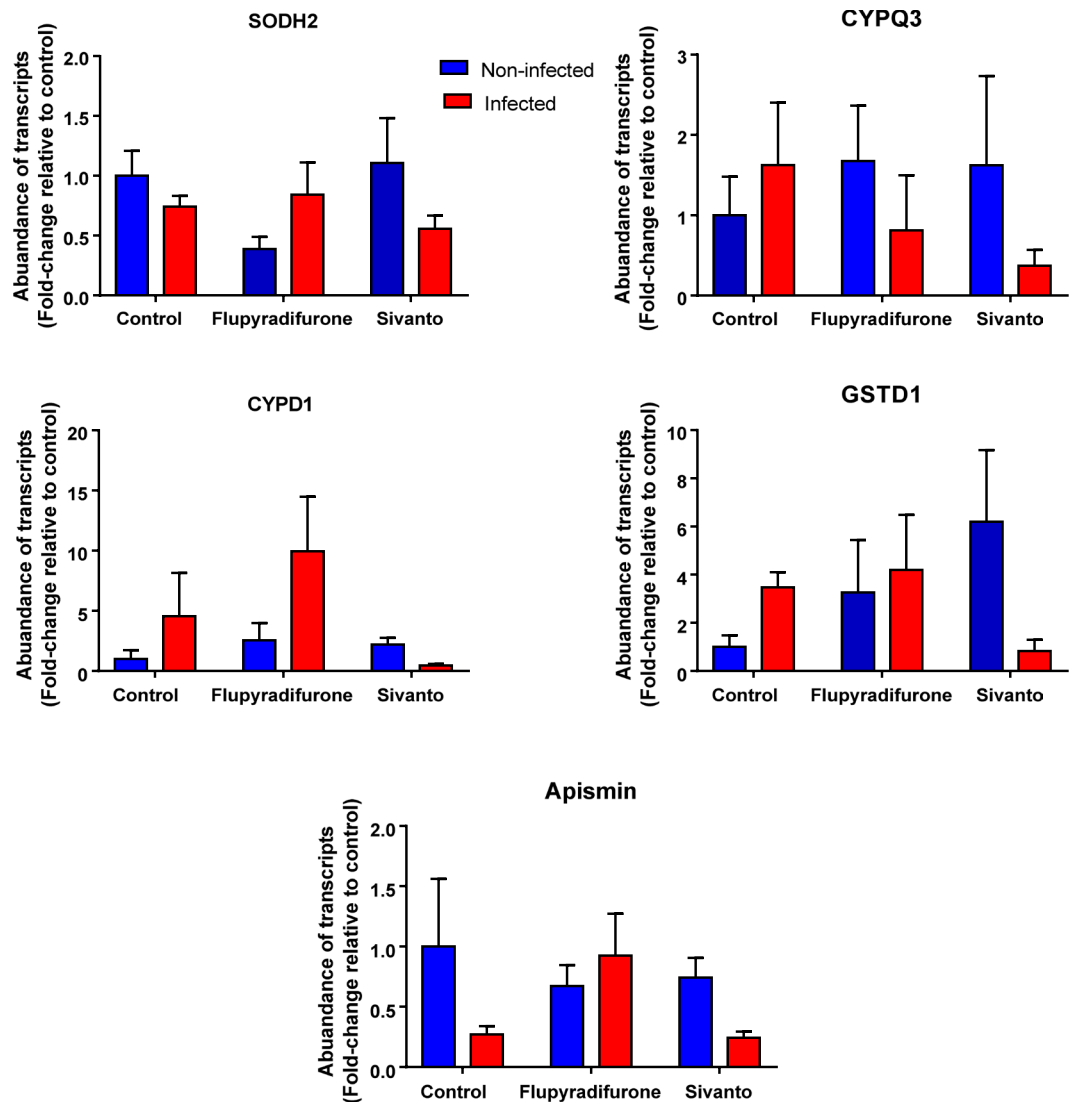 SODH2
Abuandance of transcripts
(Fold-change relative to control)
2.0
1.5
1.0
0.5
0.0
Control Flupyradifurone Sivanto
Non-infected
Infected
CYPQ3
Abuandance of transcripts
(Fold-change relative to control)
3
2
1
0
Control Flupyradifurone Sivanto
CYPD1
Abuandance of transcripts
(Fold-change relative to control)
20
15
10
5
0
Control Flupyradifurone Sivanto
GSTD1
Abuandance of transcripts
(Fold-change relative to control)
10
8
6
4
2
0
Control Flupyradifurone Sivanto
Apismin
Abuandance of transcripts
(Fold-change relative to control)
2.0
1.5
1.0
0.5
0.0
Control Flupyradifurone Sivanto